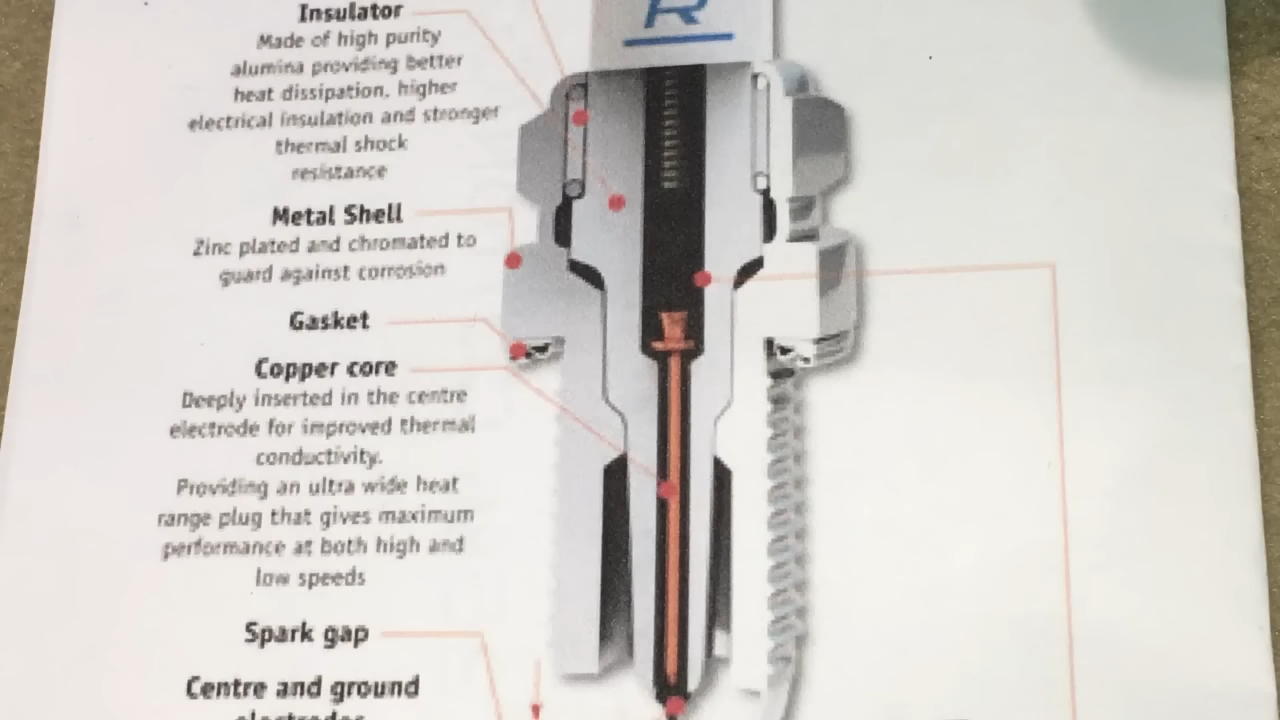 R
Insulator
Made of high purity
alumina providing better
heat dissipation, higher
electrical insulation and stronger
thermal shock
resistance
Metal Shell
Zinc plated and chromated to
guard against corrosion
Gasket
Copper core
Deeply inserted in the centre
electrode for improved thermal
conductivity.
Providing an ultra wide heat
range plug that gives maximum
performance at both high and
low speeds
Spark gap
Centre and ground
electrodes